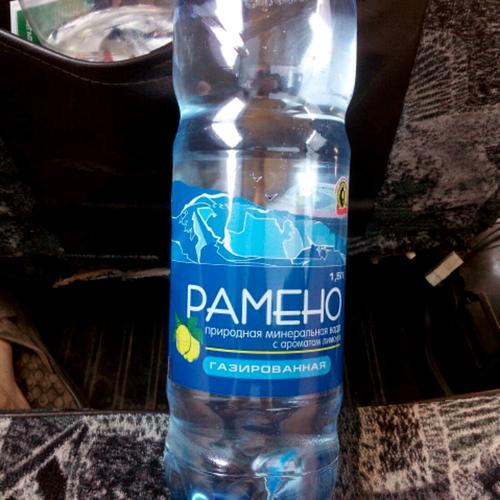 1,5л
РАМЕНО
природная минеральная вода
с ароматом лимона
ГАЗИРОВАННАЯ